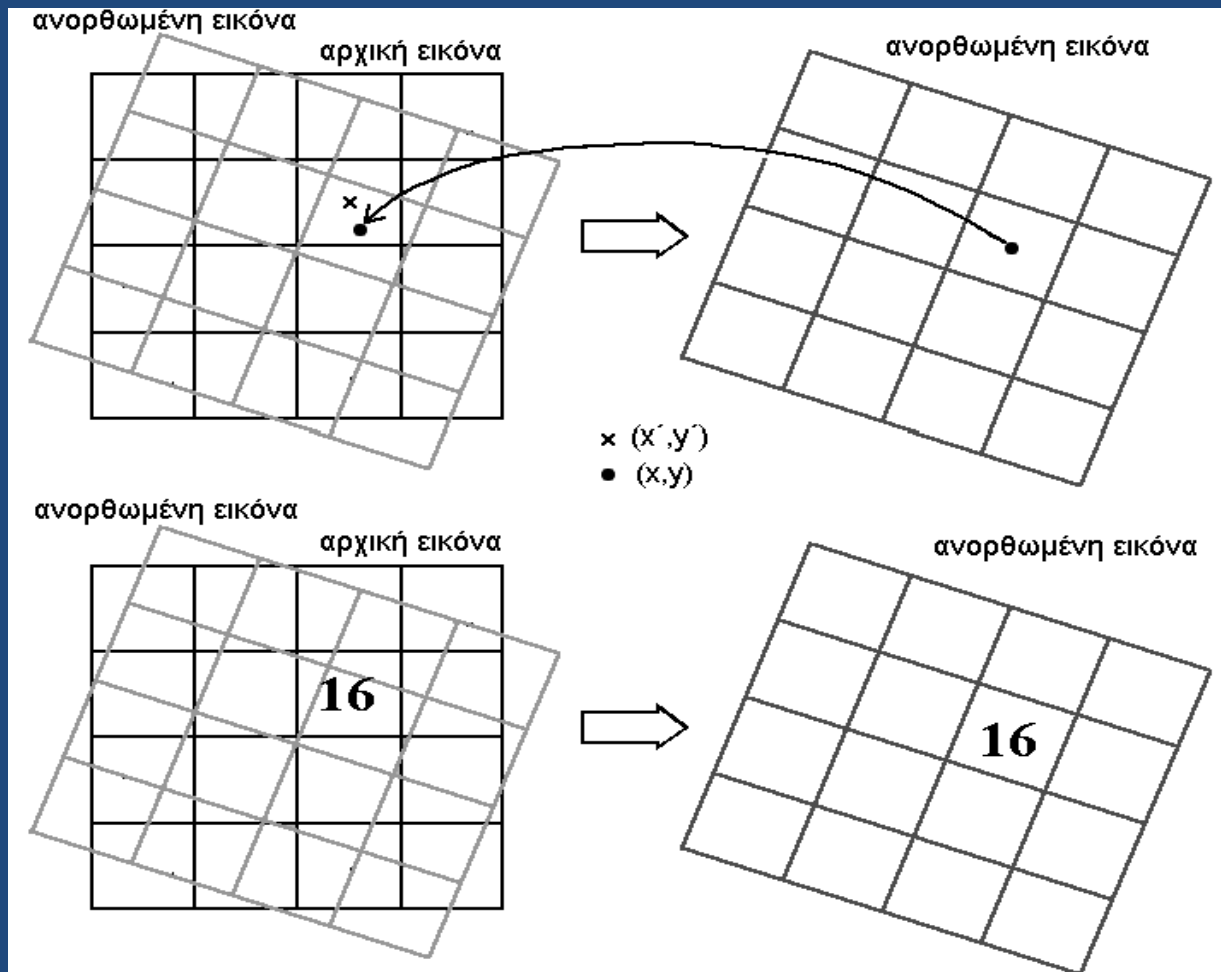 ανορθωμένη εικόνα
αρχική εικόνα
ανορθωμένη εικόνα
× (x´,y´)
● (x,y)
ανορθωμένη εικόνα
αρχική εικόνα
ανορθωμένη εικόνα
16
16